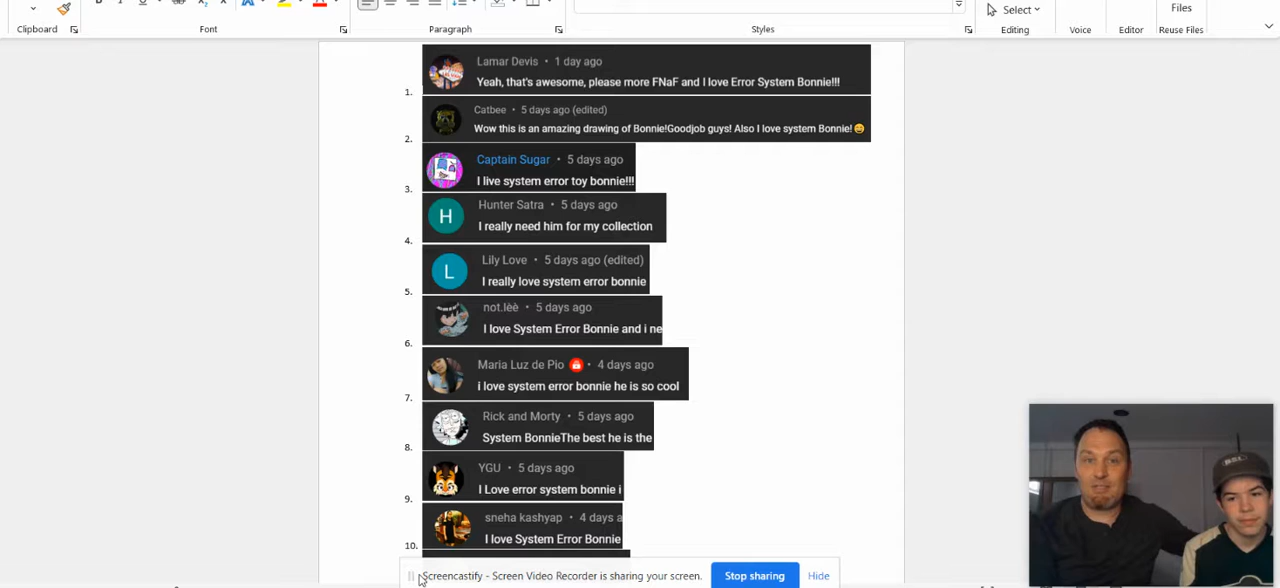 Select
Files
Clipboard
Font
Paragraph
Styles
Editing
Voice
Editor
Reuse Files
Lamar Devis • 1 day ago
1. Yeah, that's awesome, please more FNaF and I love Error System Bonnie!!!
Catbee • 5 days ago (edited)
2. Wow this is an amazing drawing of Bonnie!Goodjob guys! Also I love system Bonnie! 😄
Captain Sugar • 5 days ago
3. I live system error toy bonnie!!!
H
Hunter Satra • 5 days ago
4. I really need him for my collection
L
Lily Love • 5 days ago (edited)
5. I really love system error bonnie
not.lèè • 5 days ago
6. I love System Error Bonnie and i ne
Maria Luz de Pio • 4 days ago
7. i love system error bonnie he is so cool
Rick and Morty • 5 days ago
8. System BonnieThe best he is the
YGU • 5 days ago
9. I Love error system bonnie i
sneha kashyap • 4 days a
10. I love System Error Bonnie
Screencastify - Screen Video Recorder is sharing your screen.
Stop sharing
Hide